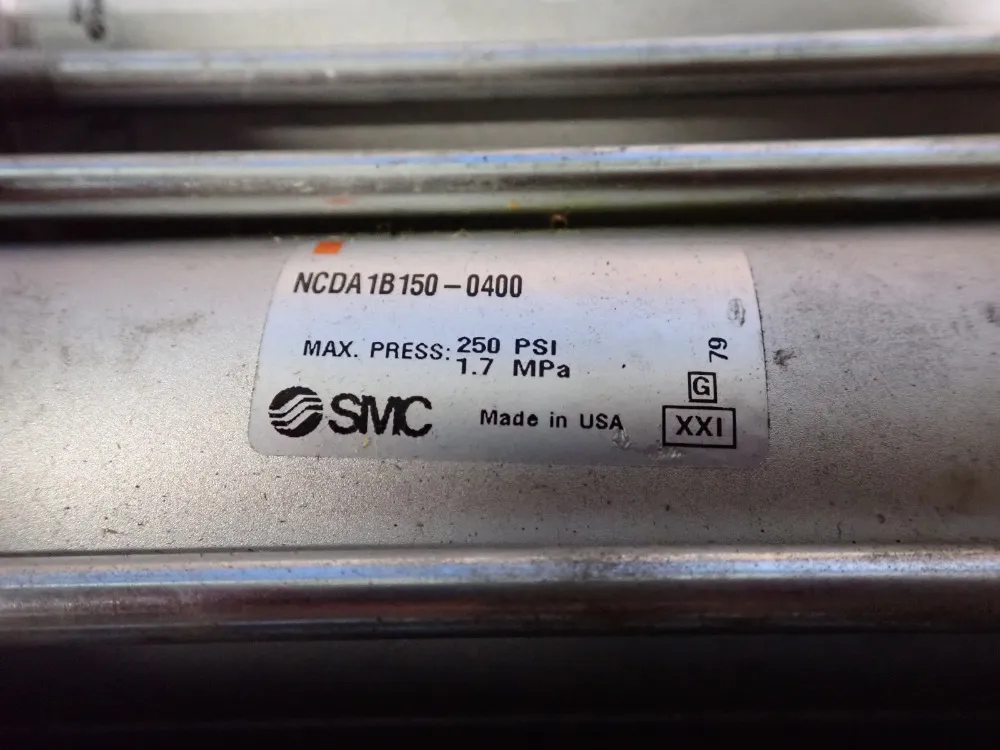 NCDA1B150-0400
MAX. PRESS: 250 PSI
1.7 MPa
SMC
Made in USA
79
G
XXI